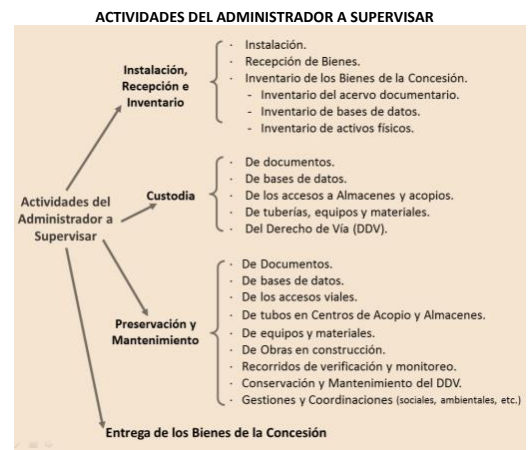 ACTIVIDADES DEL ADMINISTRADOR A SUPERVISAR
Instalación,
Recepción e
Inventario
· Instalación.
· Recepción de Bienes.
· Inventario de los Bienes de la Concesión.
- Inventario del acervo documentario.
- Inventario de bases de datos.
· Inventario de activos físicos.
Actividades del
Administrador a
Supervisar
Custodia
· De documentos.
· De bases de datos.
· De los accesos a Almacenes y acopios.
· De tuberías, equipos y materiales.
· Del Derecho de Vía (DDV).
Preservación y
Mantenimiento
· De Documentos.
· De bases de datos.
· De los accesos viales.
· De tubos en Centros de Acopio y Almacenes.
· De equipos y materiales.
· De Obras en construcción.
· Recorridos de verificación y monitoreo.
· Conservación y Mantenimiento del DDV.
· Gestiones y Coordinaciones (sociales, ambientales, etc.)
Entrega de los Bienes de la Concesión